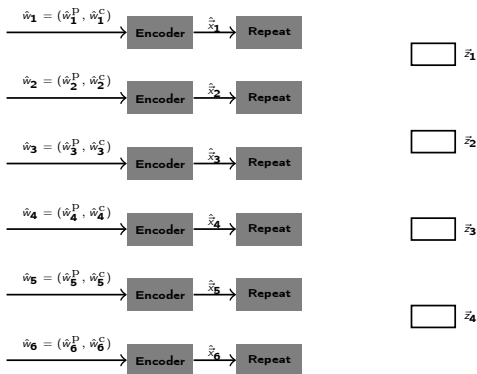 ŵ₁ = (ŵ₁ᵖ, ŵ₁ᶜ) Encoder x⃗̂₁ Repeat
z⃗₁
ŵ₂ = (ŵ₂ᵖ, ŵ₂ᶜ) Encoder x⃗̂₂ Repeat
z⃗₂
ŵ₃ = (ŵ₃ᵖ, ŵ₃ᶜ) Encoder x⃗̂₃ Repeat
ŵ₄ = (ŵ₄ᵖ, ŵ₄ᶜ) Encoder x⃗̂₄ Repeat
z⃗₃
ŵ₅ = (ŵ₅ᵖ, ŵ₅ᶜ) Encoder x⃗̂₅ Repeat
z⃗₄
ŵ₆ = (ŵ₆ᵖ, ŵ₆ᶜ) Encoder x⃗̂₆ Repeat